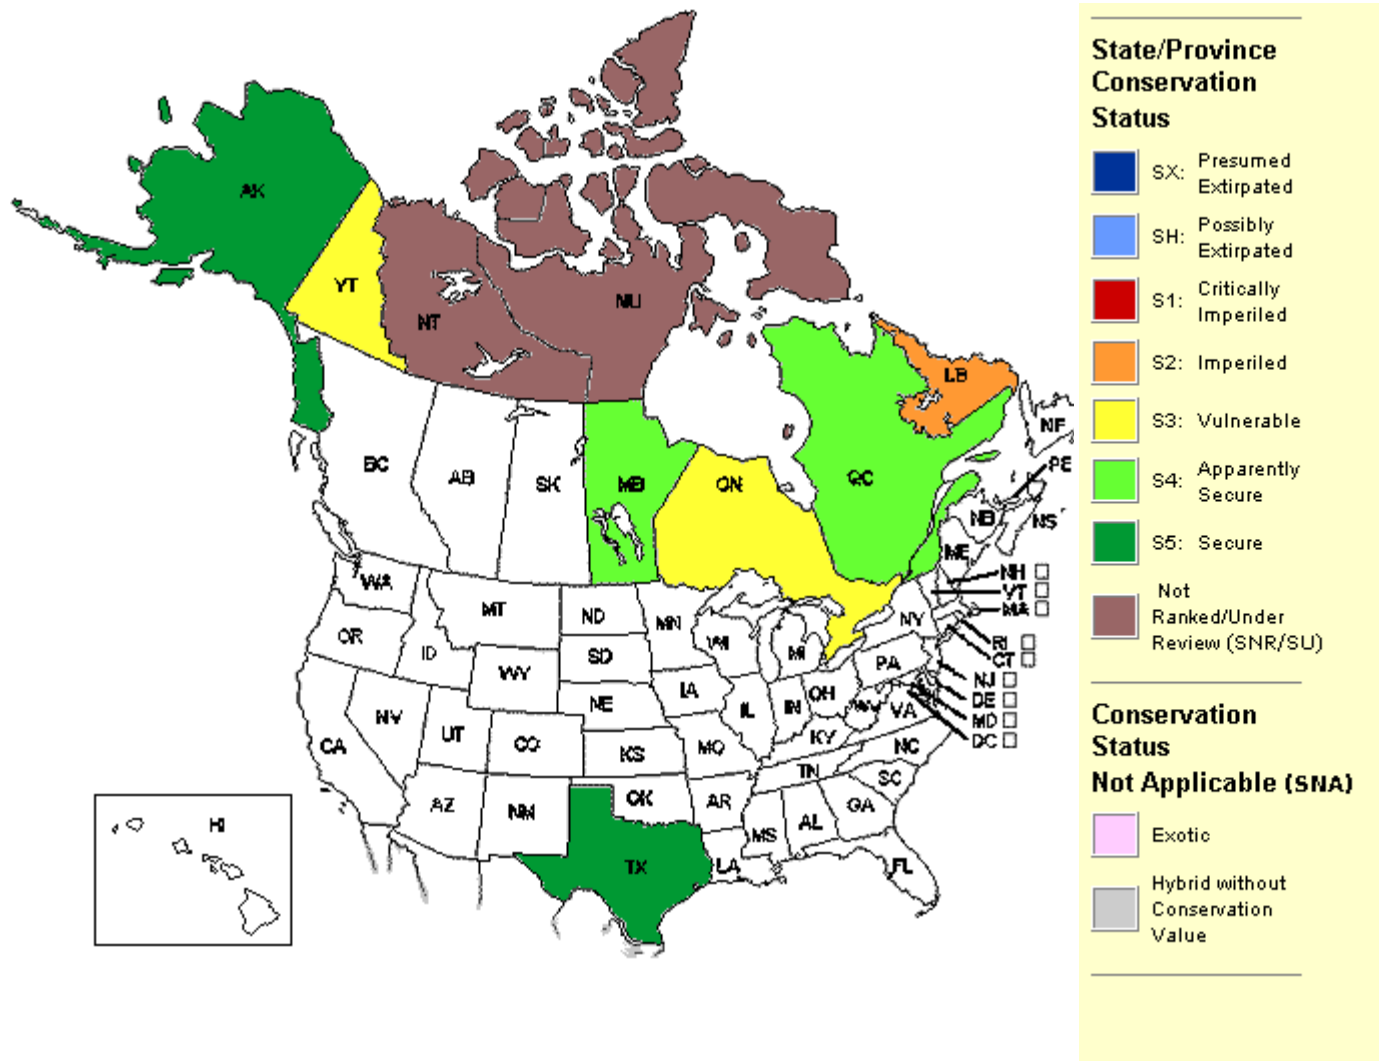 AK
YT
NT
NU
BC
AB
SK
MB
ON
QC
LB
NF
PE
NB
NS
ME
NH
VT
MA
RI
CT
NJ
DE
MD
DC
WA
OR
ID
MT
WY
ND
SD
NE
KS
MN
IA
WI
MI
NY
PA
IL
IN
OH
WV
VA
KY
CA
NV
UT
CO
MO
NC
TN
SC
AZ
NM
OK
AR
MS
AL
GA
TX
LA
FL
HI
State/Province
Conservation
Status
SX: Presumed
Extirpated
SH: Possibly
Extirpated
S1: Critically
Imperiled
S2: Imperiled
S3: Vulnerable
S4: Apparently
Secure
S5: Secure
Not
Ranked/Under
Review (SNR/SU)
Conservation
Status
Not Applicable (SNA)
Exotic
Hybrid without
Conservation
Value